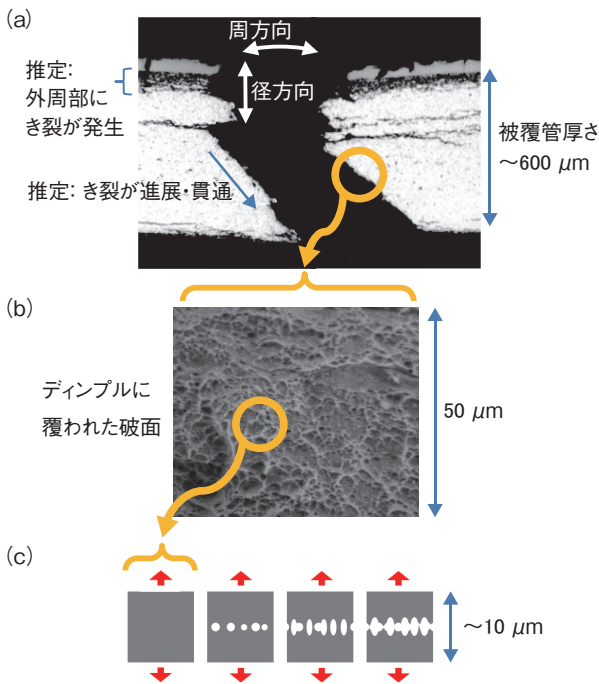 (a)
周方向
径方向
推定:
外周部に
き裂が発生
推定: き裂が進展・貫通
被覆管厚さ
～600 μm
(b)
ディンプルに
覆われた破面
50 μm
(c)
～10 μm